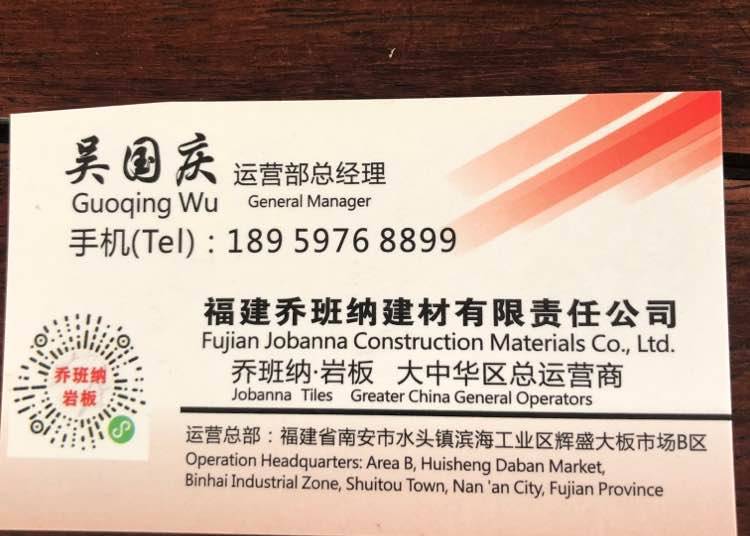 吴国庆 运营部总经理
Guoqing Wu General Manager
手机(Tel)：189 5976 8899
福建乔班纳建材有限责任公司
Fujian Jobanna Construction Materials Co., Ltd.
乔班纳·岩板 大中华区总运营商
Jobanna Tiles Greater China General Operators
乔班纳
岩板
运营总部：福建省南安市水头镇滨海工业区辉盛大板市场B区
Operation Headquarters: Area B, Huisheng Daban Market,
Binhai Industrial Zone, Shuitou Town, Nan 'an City, Fujian Province